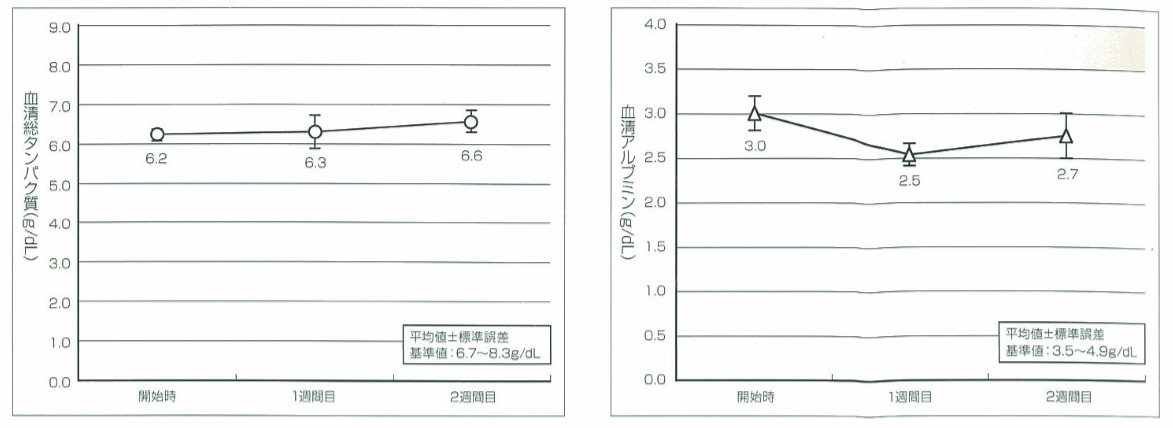 血清総タンパク質(g/dL)
9.0
8.0
7.0
6.0
5.0
4.0
3.0
2.0
1.0
0.0
6.2
6.3
6.6
平均値±標準誤差
基準値:6.7~8.3g/dL
開始時
1週間目
2週間目
血清アルブミン(g/dL)
4.0
3.5
3.0
2.5
2.0
1.5
1.0
0.5
0.0
3.0
2.5
2.7
平均値±標準誤差
基準値:3.5~4.9g/dL
開始時
1週間目
2週間目